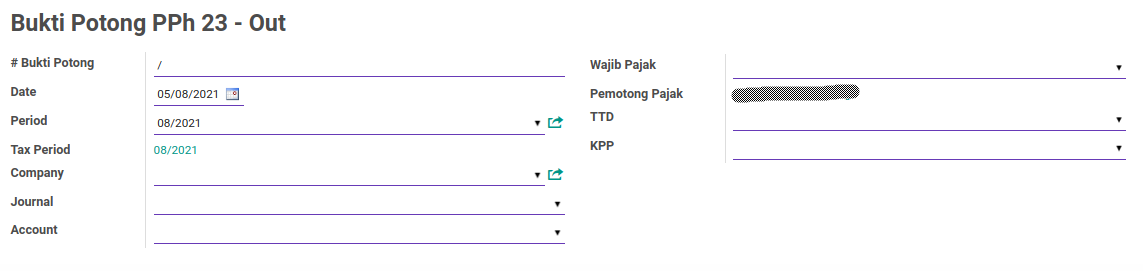 Bukti Potong PPh 23 - Out
# Bukti Potong /
Date 05/08/2021
Period 08/2021
Tax Period 08/2021
Company
Journal
Account
Wajib Pajak
Pemotong Pajak
TTD
KPP